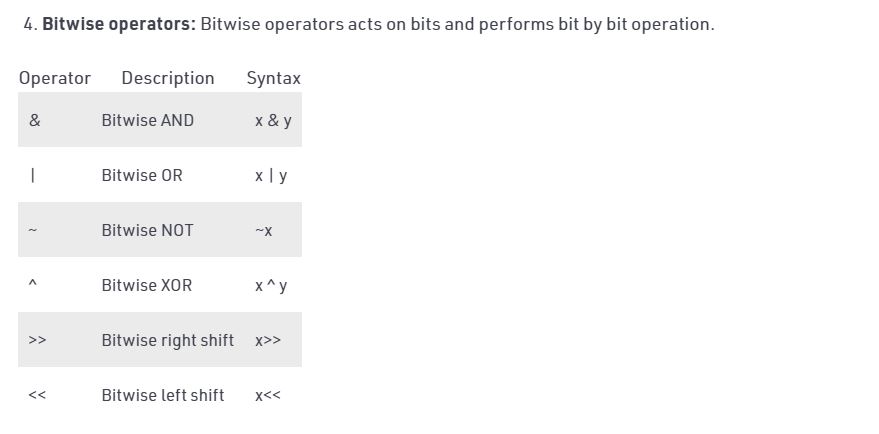 4. Bitwise operators: Bitwise operators acts on bits and performs bit by bit operation.
Operator Description Syntax
& Bitwise AND x & y
| Bitwise OR x | y
~ Bitwise NOT ~x
^ Bitwise XOR x ^ y
>> Bitwise right shift x>>
<< Bitwise left shift x<<